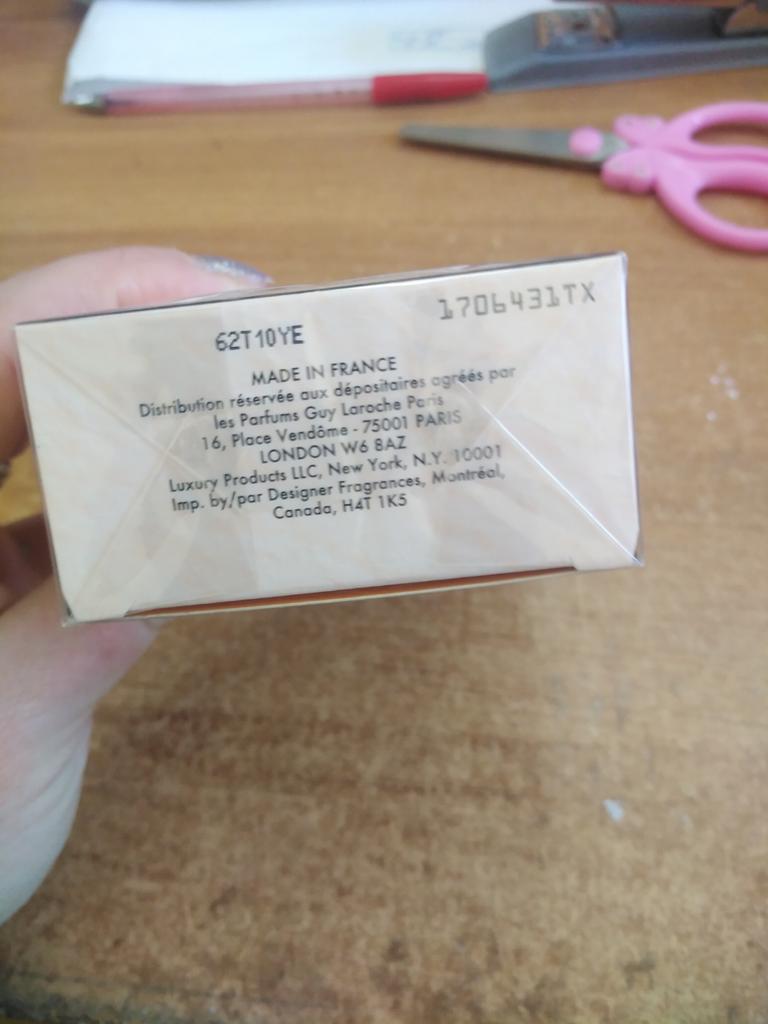 1706431TX
62T10YE
MADE IN FRANCE
Distribution réservée aux dépositaires agréés par
les Parfums Guy Laroche Paris
16, Place Vendôme - 75001 PARIS
LONDON W6 8AZ
Luxury Products LLC, New York, N.Y. 10001
Imp. by/par Designer Fragrances, Montréal,
Canada, H4T 1K5